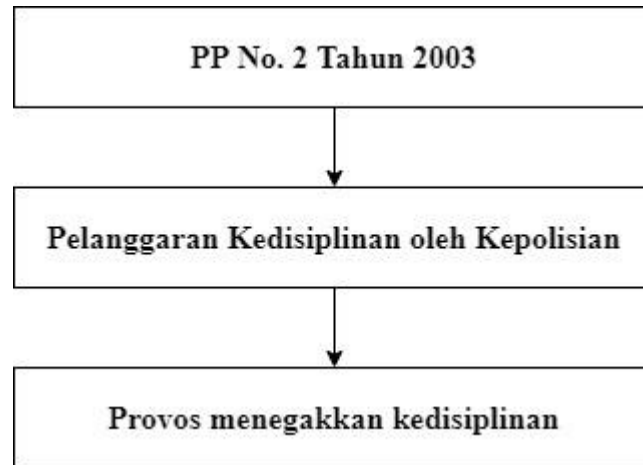 PP No. 2 Tahun 2003
Pelanggaran Kedisiplinan oleh Kepolisian
Provos menegakkan kedisiplinan